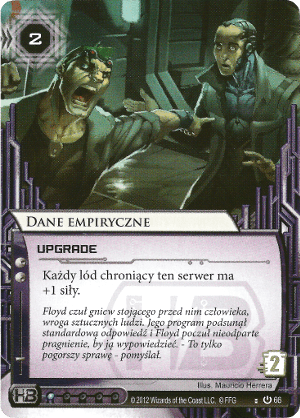 2
DANE EMPIRYCZNE
UPGRADE
Każdy lód chroniący ten serwer ma
+1 siły.
Floyd czuł gniew stojącego przed nim człowieka,
wroga sztucznych ludzi. Jego program podsunął
standardową odpowiedź i Floyd poczuł nieodparte
pragnienie, by ją wypowiedzieć. - To tylko
pogorszy sprawę - pomyślał.
2
Illus. Mauricio Herrera
HB
© 2012 Wizards of the Coast LLC. © FFG
66